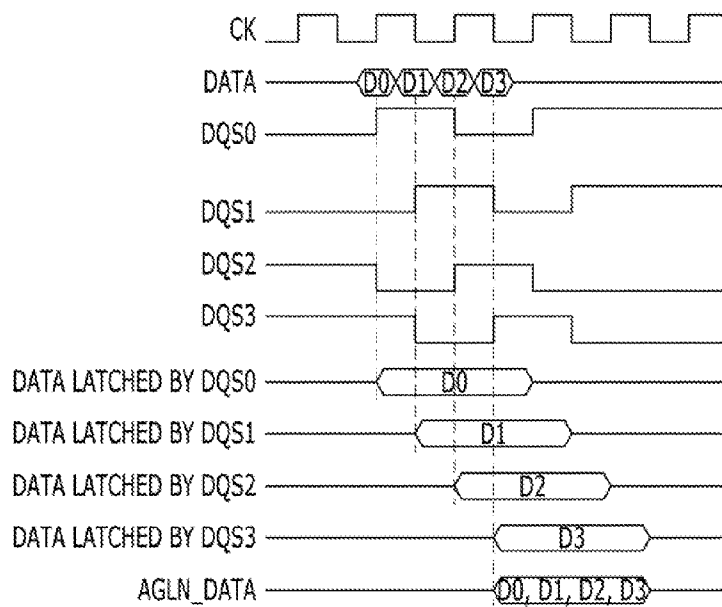 CK
DATA D0 D1 D2 D3
DQS0
DQS1
DQS2
DQS3
DATA LATCHED BY DQS0 D0
DATA LATCHED BY DQS1 D1
DATA LATCHED BY DQS2 D2
DATA LATCHED BY DQS3 D3
AGLN_DATA D0, D1, D2, D3